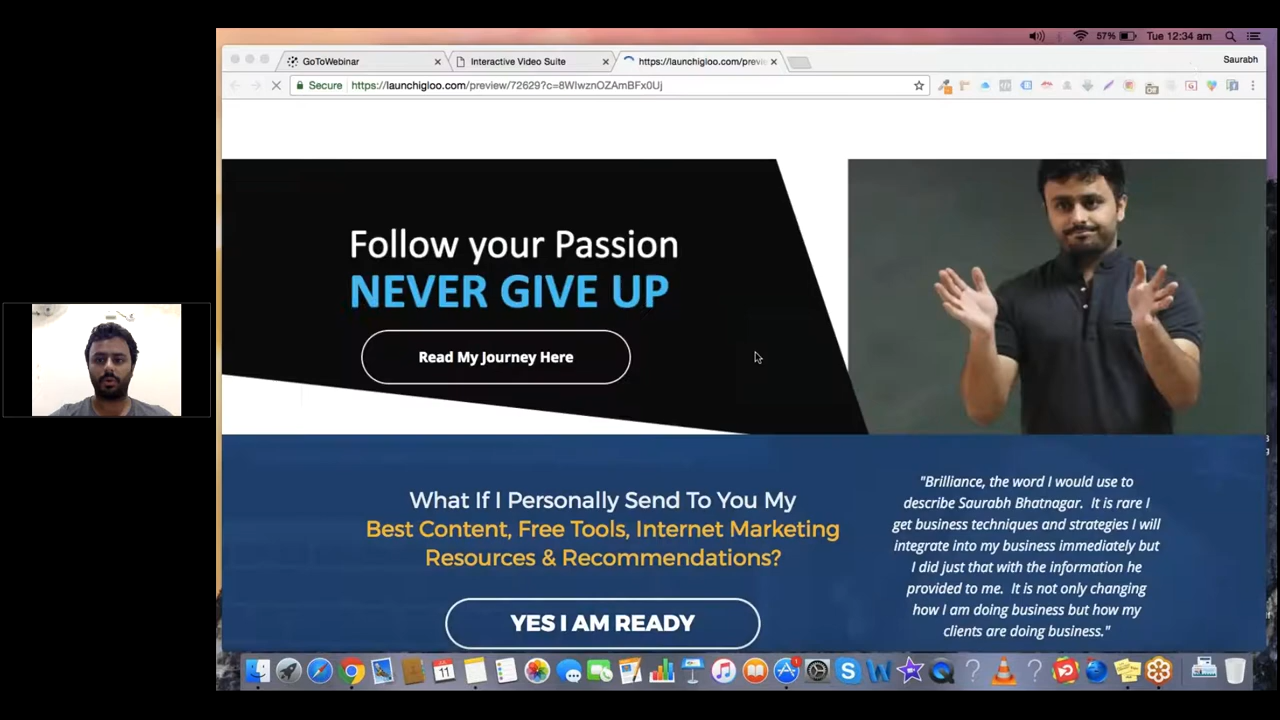 57% Tue 12:34 am
GoToWebinar
Interactive Video Suite
https://launchigloo.com/previe
Saurabh
Secure https://launchigloo.com/preview/72629?c=8WIwznOZAmBFx0Uj
Follow your Passion
NEVER GIVE UP
Read My Journey Here
What If I Personally Send To You My
Best Content, Free Tools, Internet Marketing
Resources & Recommendations?
YES I AM READY
"Brilliance, the word I would use to
describe Saurabh Bhatnagar. It is rare I
get business techniques and strategies I will
integrate into my business immediately but
I did just that with the information he
provided to me. It is not only changing
how I am doing business but how my
clients are doing business."
11